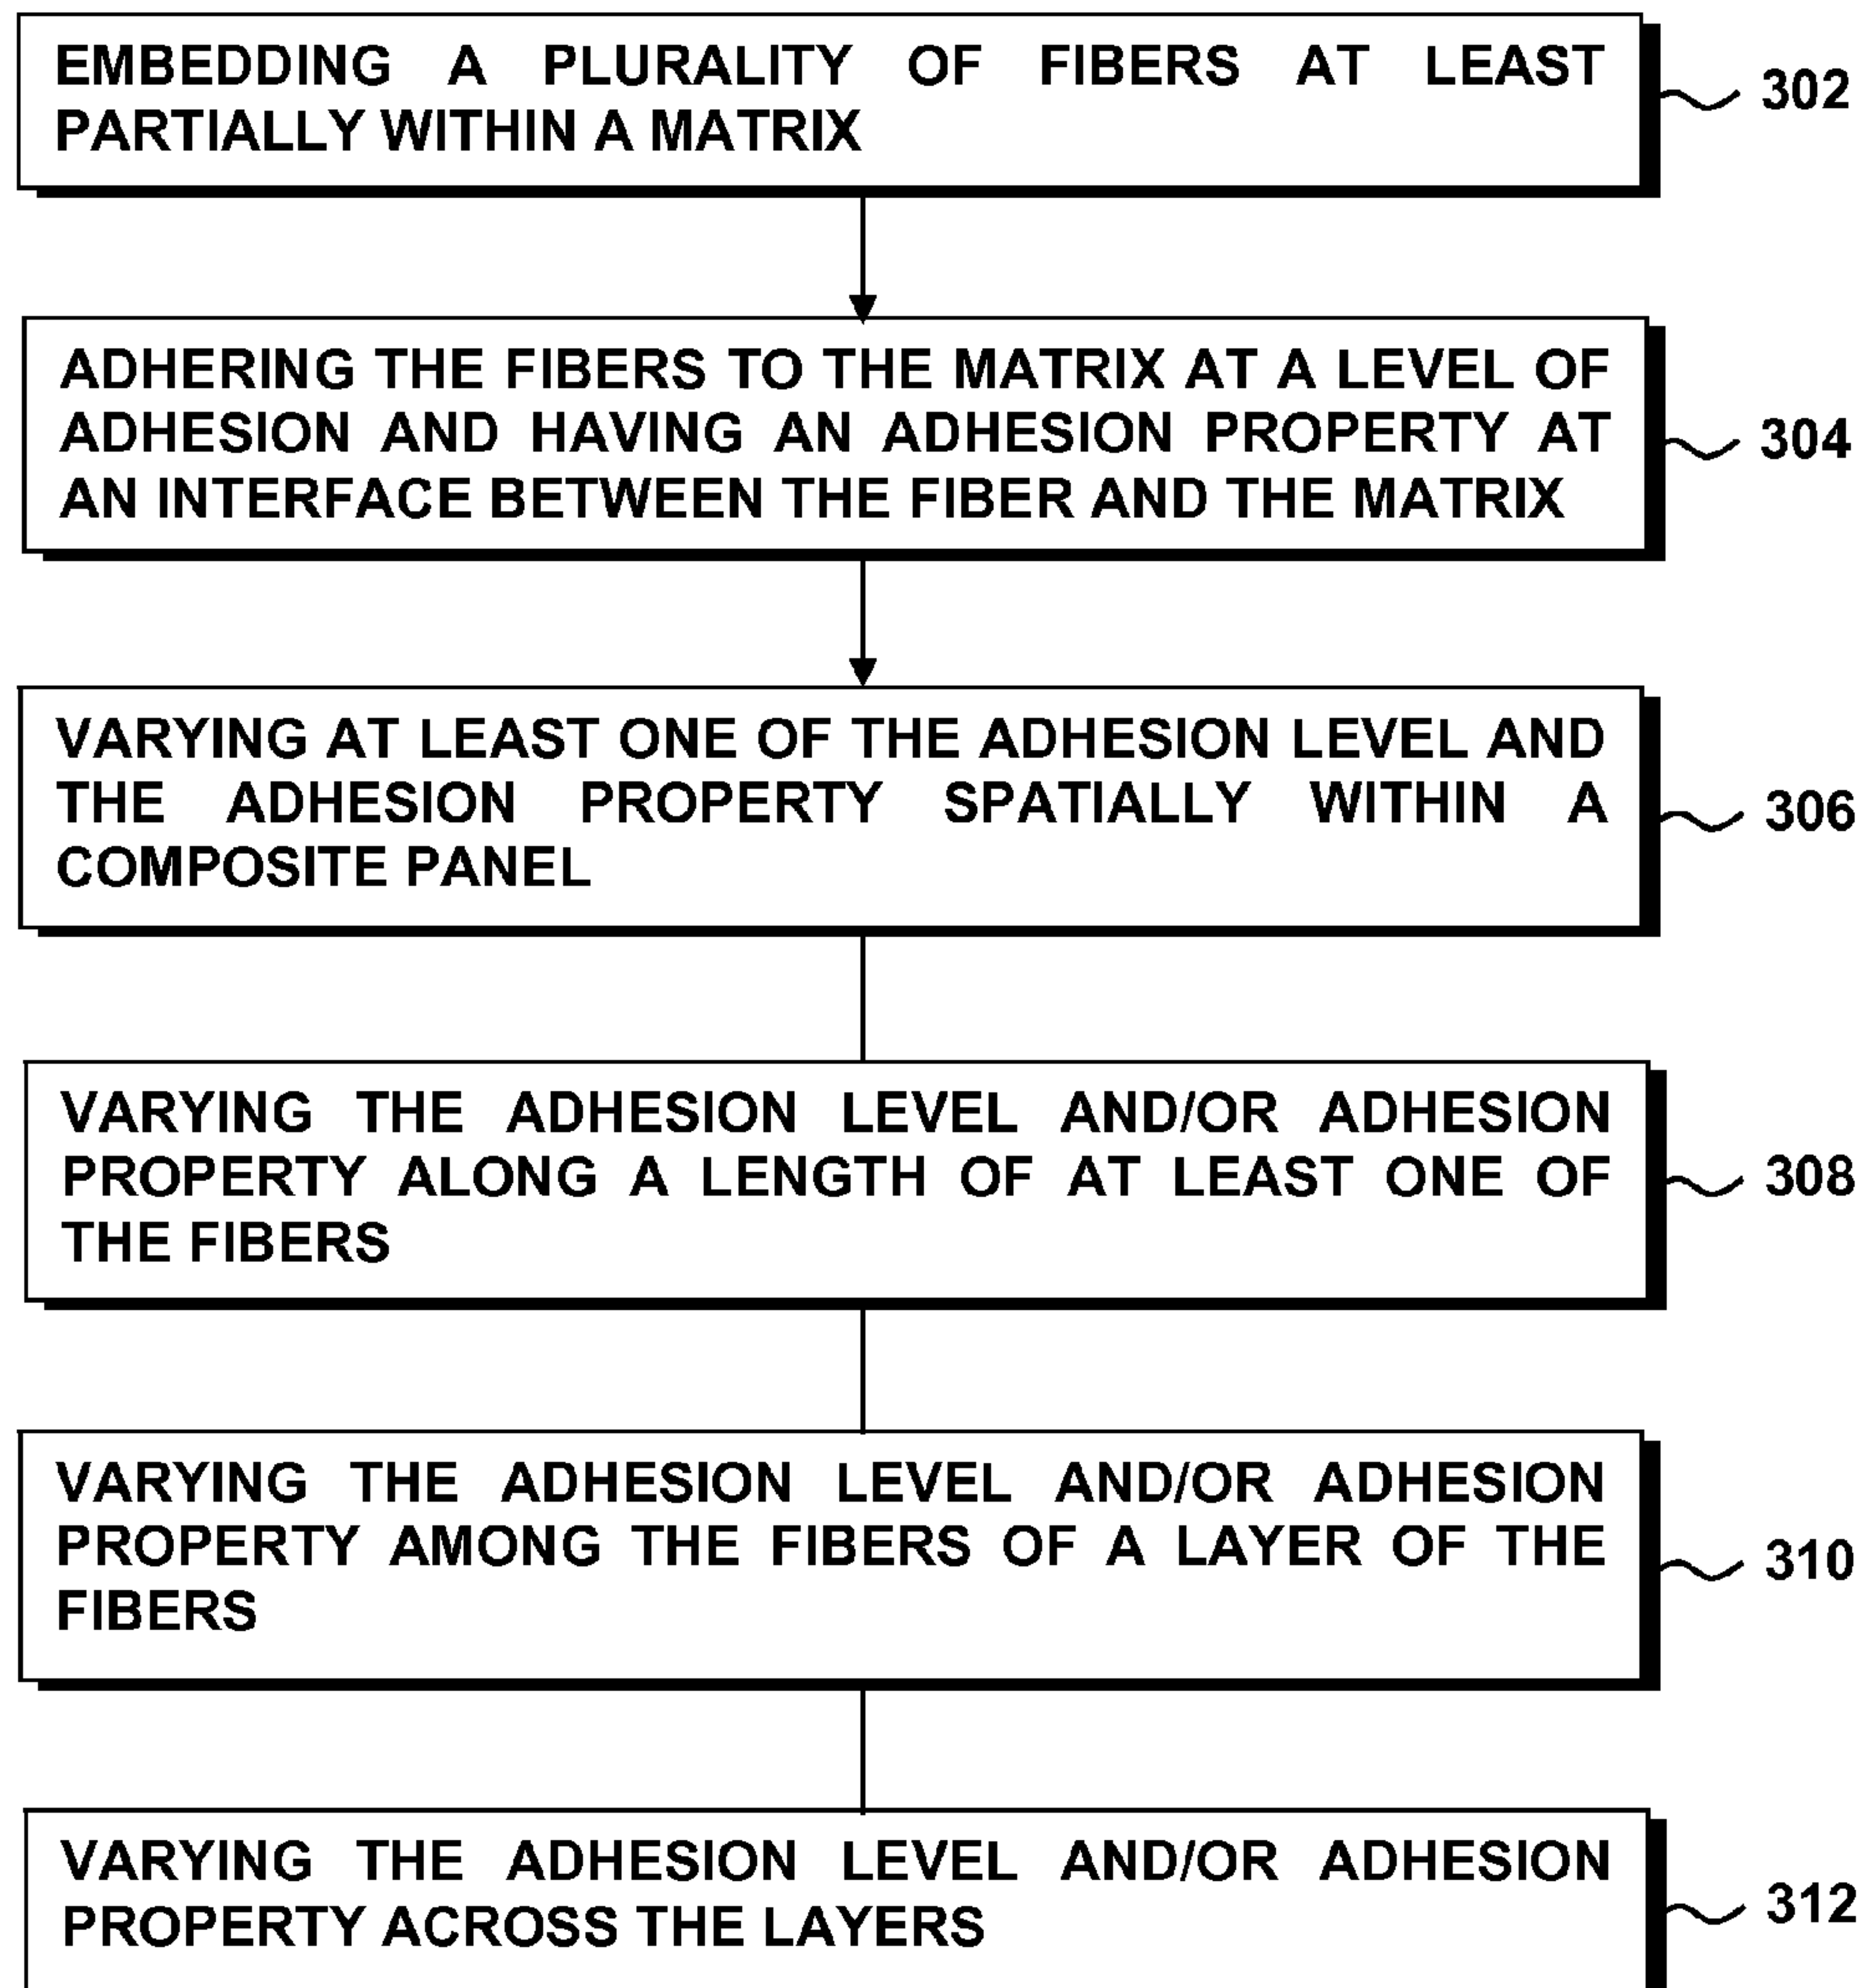 EMBEDDING A PLURALITY OF FIBERS AT LEAST
PARTIALLY WITHIN A MATRIX
302
ADHERING THE FIBERS TO THE MATRIX AT A LEVEL OF
ADHESION AND HAVING AN ADHESION PROPERTY AT
AN INTERFACE BETWEEN THE FIBER AND THE MATRIX
304
VARYING AT LEAST ONE OF THE ADHESION LEVEL AND
THE ADHESION PROPERTY SPATIALLY WITHIN A
COMPOSITE PANEL
306
VARYING THE ADHESION LEVEL AND/OR ADHESION
PROPERTY ALONG A LENGTH OF AT LEAST ONE OF
THE FIBERS
308
VARYING THE ADHESION LEVEL AND/OR ADHESION
PROPERTY AMONG THE FIBERS OF A LAYER OF THE
FIBERS
310
VARYING THE ADHESION LEVEL AND/OR ADHESION
PROPERTY ACROSS THE LAYERS
312